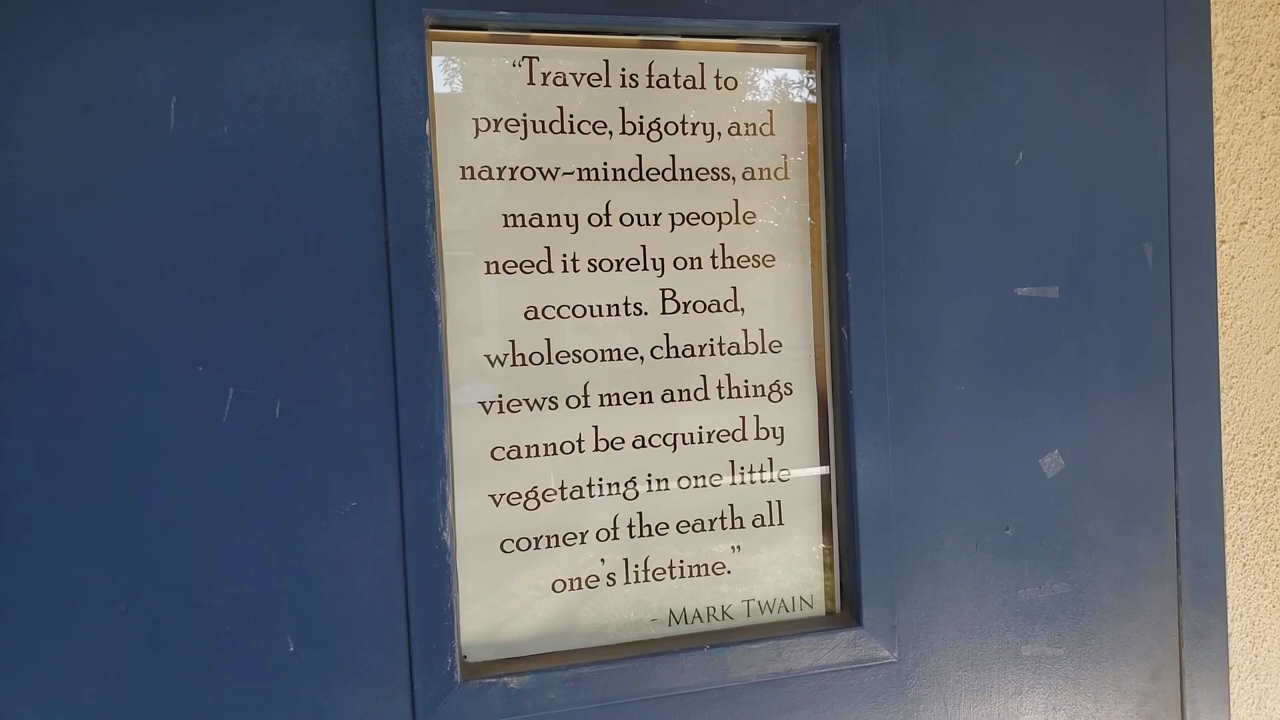 “Travel is fatal to
prejudice, bigotry, and
narrow-mindedness, and
many of our people
need it sorely on these
accounts. Broad,
wholesome, charitable
views of men and things
cannot be acquired by
vegetating in one little
corner of the earth all
one's lifetime.”
- MARK TWAIN